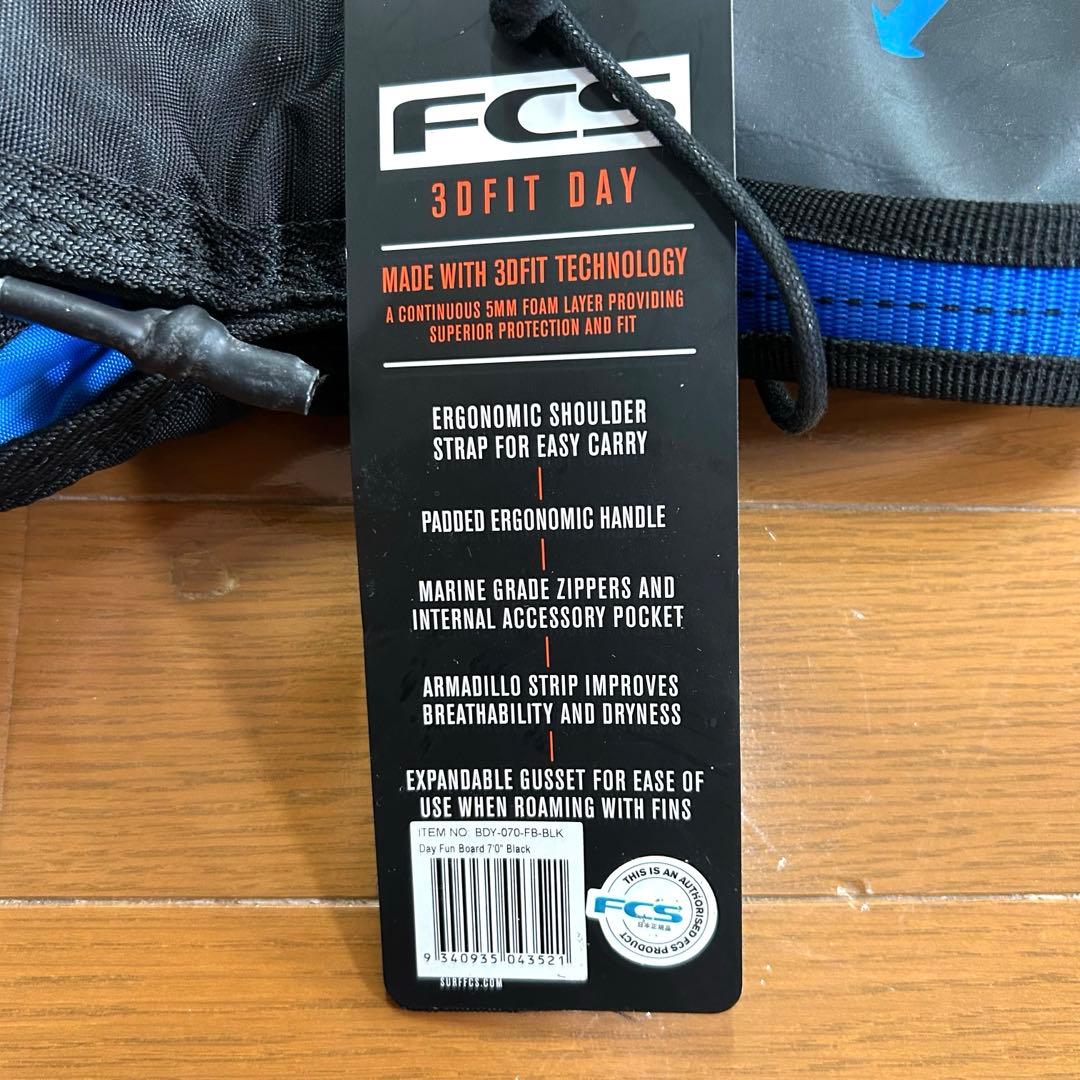 FCS
3DFIT DAY
MADE WITH 3DFIT TECHNOLOGY
A CONTINUOUS 5MM FOAM LAYER PROVIDING
SUPERIOR PROTECTION AND FIT
ERGONOMIC SHOULDER
STRAP FOR EASY CARRY
PADDED ERGONOMIC HANDLE
MARINE GRADE ZIPPERS AND
INTERNAL ACCESSORY POCKET
ARMADILLO STRIP IMPROVES
BREATHABILITY AND DRYNESS
EXPANDABLE GUSSET FOR EASE OF
USE WHEN ROAMING WITH FINS
ITEM NO: BDY-070-FB-BLK
Day Fun Board 7'0" Black
9 340935 043521
SURFFCS.COM
THIS IS AN AUTHORISED FCS PRODUCT
FCS
日本正規品